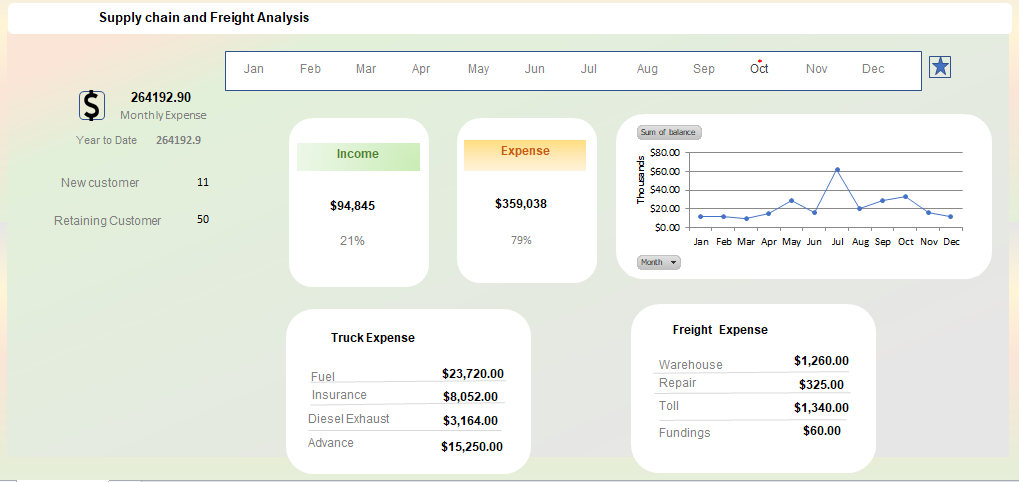 Supply chain and Freight Analysis
Jan Feb Mar Apr May Jun Jul Aug Sep Oct Nov Dec
$ 264192.90
Monthly Expense
Year to Date 264192.9
New customer 11
Retaining Customer 50
Income
$94,845
21%
Expense
$359,038
79%
Sum of balance
Thousands
$80.00
$60.00
$40.00
$20.00
$0.00
Jan Feb Mar Apr May Jun Jul Aug Sep Oct Nov Dec
Month
Truck Expense
Fuel $23,720.00
Insurance $8,052.00
Diesel Exhaust $3,164.00
Advance $15,250.00
Freight Expense
Warehouse $1,260.00
Repair $325.00
Toll $1,340.00
Fundings $60.00